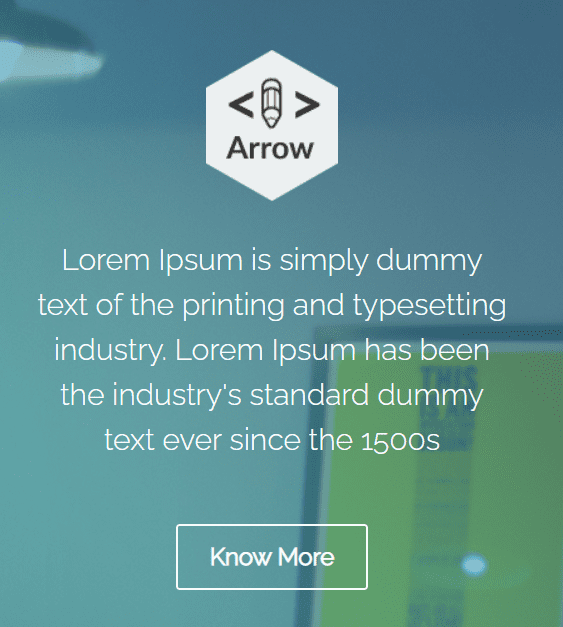 < >
Arrow
Lorem Ipsum is simply dummy
text of the printing and typesetting
industry. Lorem Ipsum has been
the industry's standard dummy
text ever since the 1500s
THIS
Know More